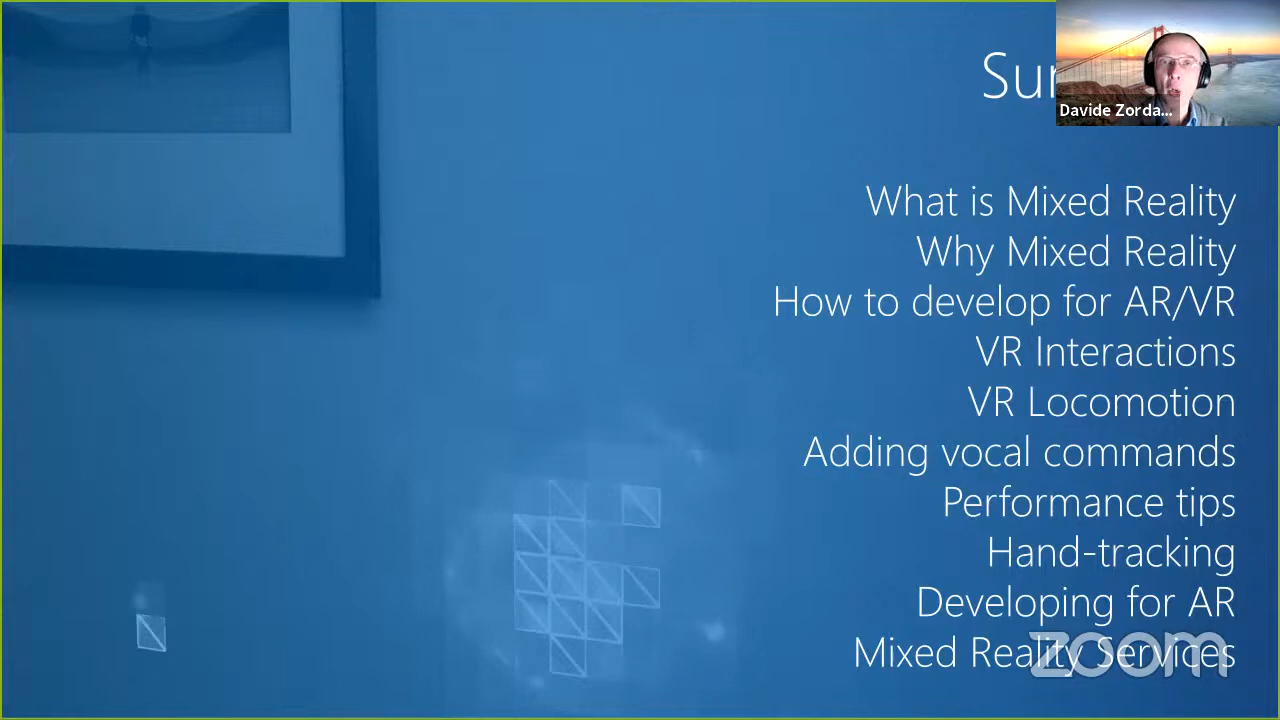 Sur
Davide Zorda...
What is Mixed Reality
Why Mixed Reality
How to develop for AR/VR
VR Interactions
VR Locomotion
Adding vocal commands
Performance tips
Hand-tracking
Developing for AR
Mixed Reality Services
zoom